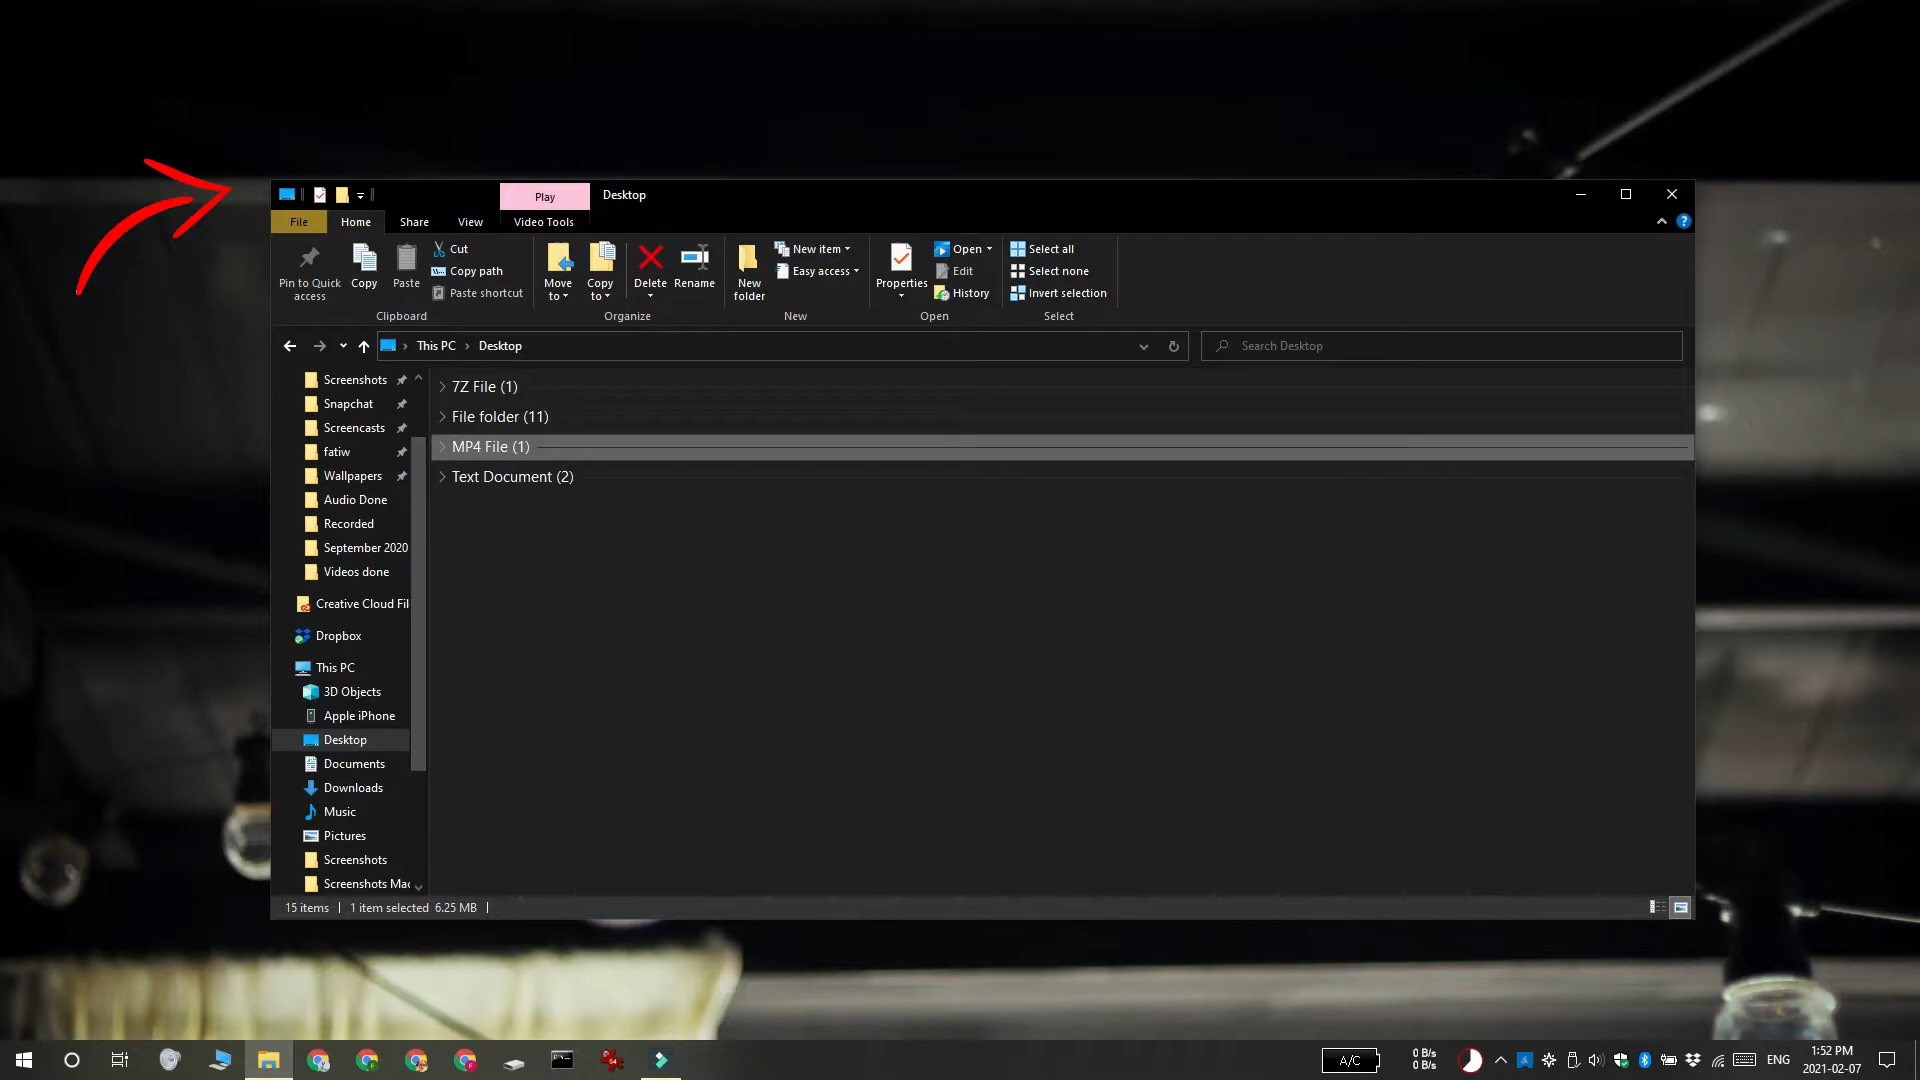 Play
Desktop
File
Home
Share
View
Video Tools
Pin to Quick access
Copy
Paste
Cut
Copy path
Paste shortcut
Clipboard
Move to
Copy to
Delete
Rename
Organize
New folder
New item
Easy access
New
Properties
Open
Edit
History
Open
Select all
Select none
Invert selection
Select
This PC
Desktop
Search Desktop
Screenshots
Snapchat
Screencasts
fatiw
Wallpapers
Audio Done
Recorded
September 2020
Videos done
Creative Cloud Fil
Dropbox
This PC
3D Objects
Apple iPhone
Desktop
Documents
Downloads
Music
Pictures
Screenshots
Screenshots Mac
7Z File (1)
File folder (11)
MP4 File (1)
Text Document (2)
15 items
1 item selected 6.25 MB
A/C
0 B/s
0 B/s
ENG
1:52 PM
2021-02-07